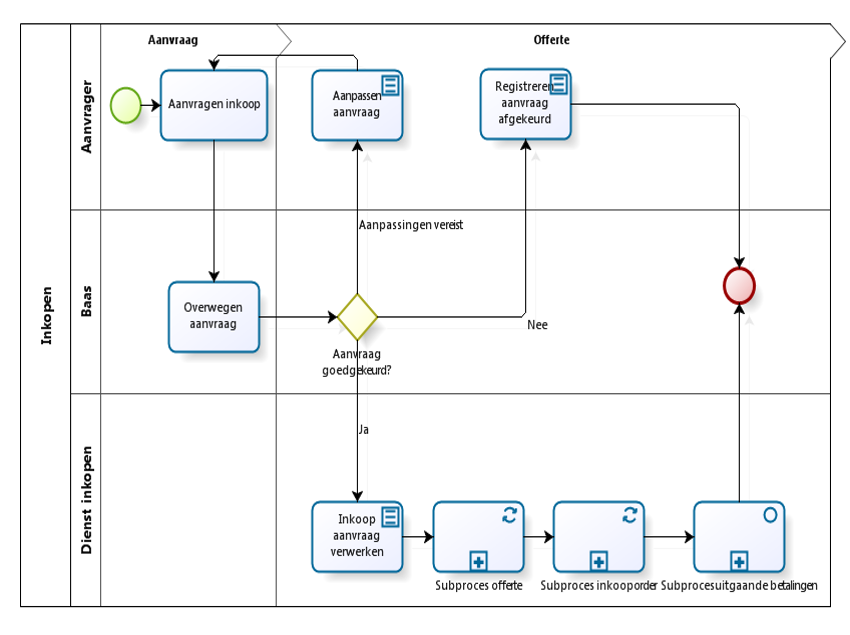 Aanvraag
Offerte
Inkopen
Aanvrager
Aanvragen inkoop
Aanpassen
aanvraag
Registreren
aanvraag
afgekeurd
Aanpassingen vereist
Baas
Overwegen
aanvraag
Aanvraag
goedgekeurd?
Nee
Ja
Dienst inkopen
Inkoop
aanvraag
verwerken
Subproces offerte
Subproces inkooporder
Subprocesuitgaande betalingen